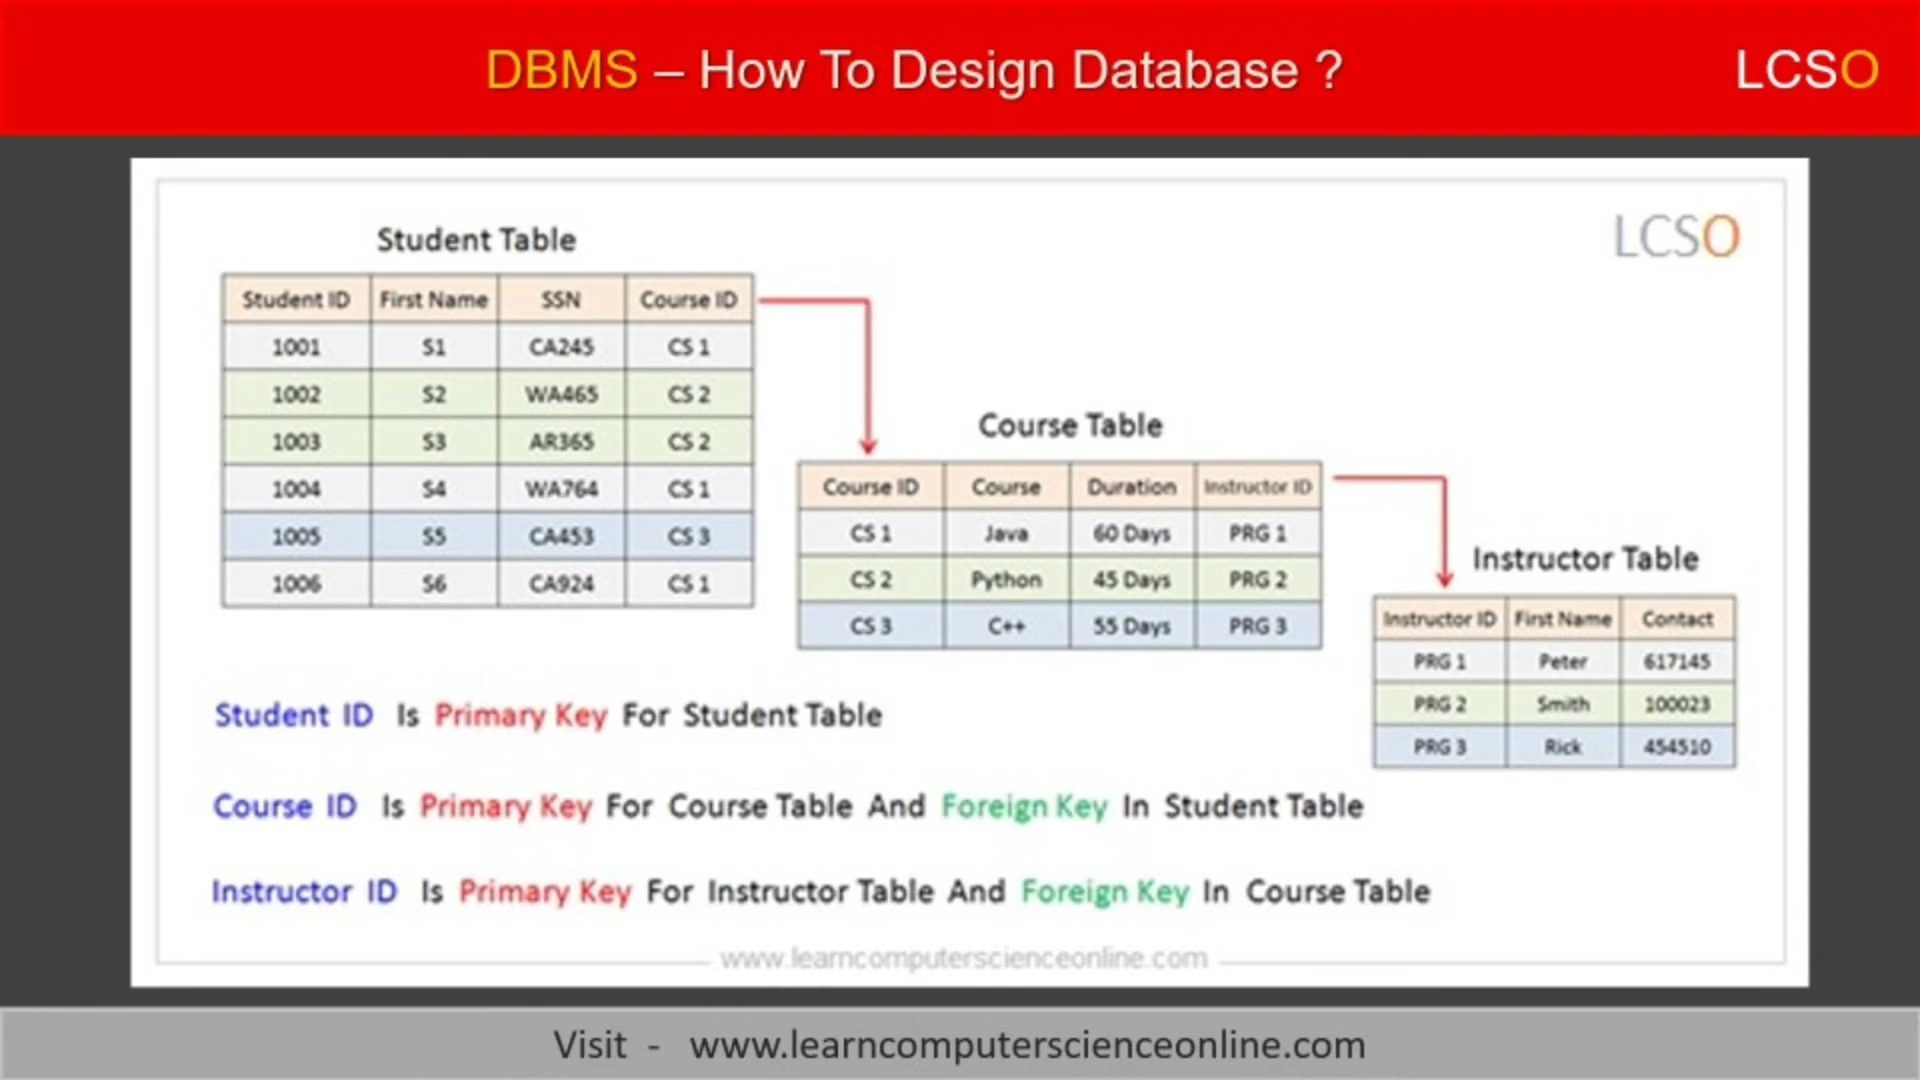 DBMS – How To Design Database ?
LCSO
LCSO
Student Table
Student ID First Name SSN Course ID
1001 S1 CA245 CS 1
1002 S2 WA465 CS 2
1003 S3 AR365 CS 2
1004 S4 WA764 CS 1
1005 S5 CA453 CS 3
1006 S6 CA924 CS 1
Course Table
Course ID Course Duration Instructor ID
CS 1 Java 60 Days PRG 1
CS 2 Python 45 Days PRG 2
CS 3 C++ 55 Days PRG 3
Instructor Table
Instructor ID First Name Contact
PRG 1 Peter 617145
PRG 2 Smith 100023
PRG 3 Rick 454510
Student ID Is Primary Key For Student Table
Course ID Is Primary Key For Course Table And Foreign Key In Student Table
Instructor ID Is Primary Key For Instructor Table And Foreign Key In Course Table
www.learncomputerscienceonline.com
Visit - www.learncomputerscienceonline.com